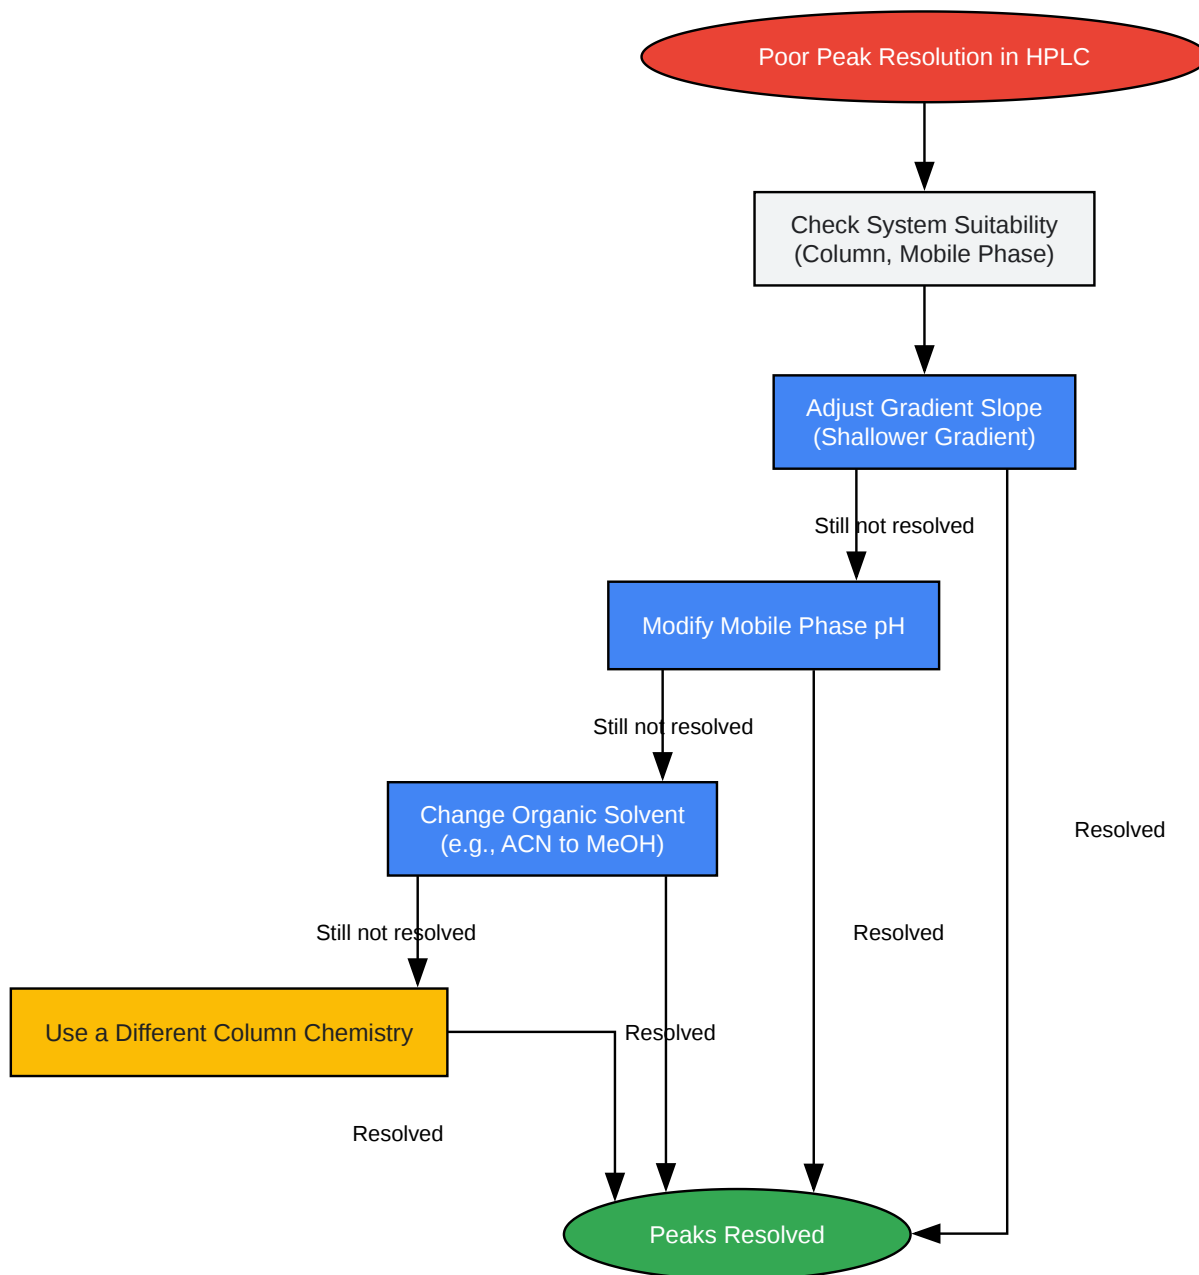 Poor Peak Resolution in HPLC
Check System Suitability
(Column, Mobile Phase)
Adjust Gradient Slope
(Shallower Gradient)
Still not resolved
Modify Mobile Phase pH
Still not resolved
Change Organic Solvent
(e.g., ACN to MeOH)
Resolved
Still not resolved
Resolved
Use a Different Column Chemistry
Resolved
Resolved
Peaks Resolved